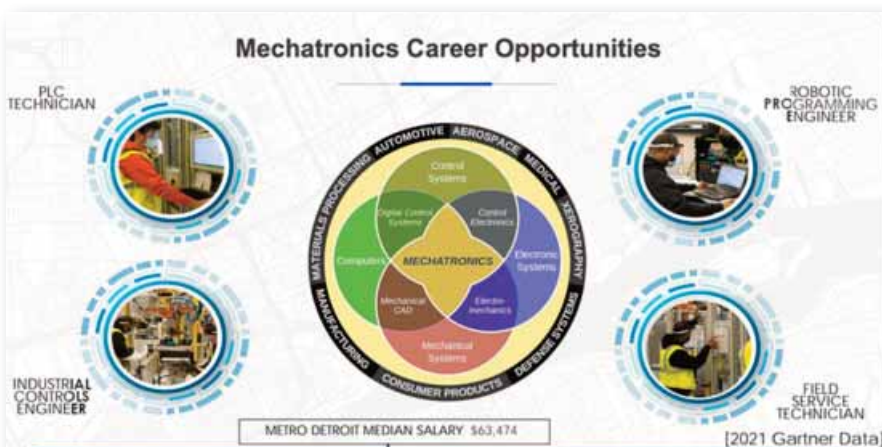 Mechatronics Career Opportunities
PLC
TECHNICIAN
ROBOTIC
PROGRAMMING
ENGINEER
MATERIALS PROCESSING
AUTOMOTIVE
AEROSPACE
MEDICAL
XEROGRAPHY
DEFENSE SYSTEMS
CONSUMER PRODUCTS
MANUFACTURING
Control
Systems
Digital Control
Systems
Control
Electronics
Computers
MECHATRONICS
Electronic
Systems
Mechanical
CAD
Electro-
mechanics
Mechanical
Systems
INDUSTRIAL
CONTROLS
ENGINEER
FIELD
SERVICE
TECHNICIAN
METRO DETROIT MEDIAN SALARY $63,474
[2021 Gartner Data]